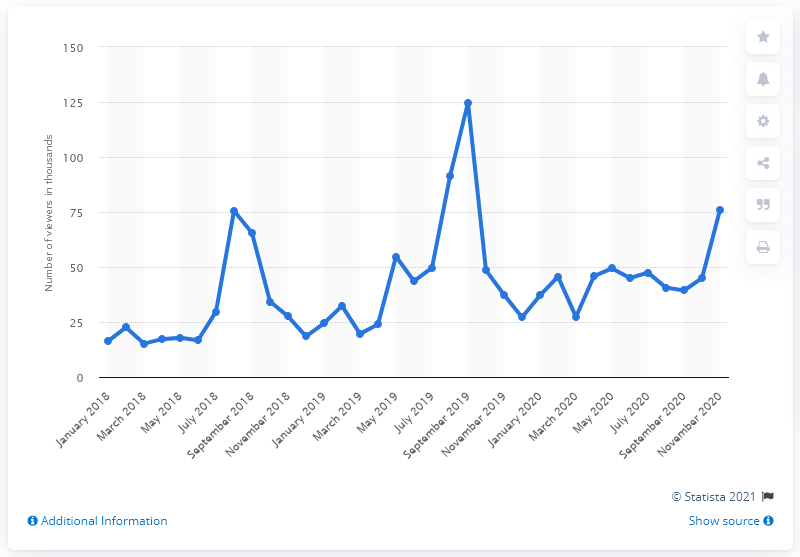 150
125
100
75
50
25
0
Number of viewers in thousands
January 2018
March 2018
May 2018
July 2018
September 2018
November 2018
January 2019
March 2019
May 2019
July 2019
September 2019
November 2019
January 2020
March 2020
May 2020
July 2020
September 2020
November 2020
© Statista 2021
Additional Information
Show source